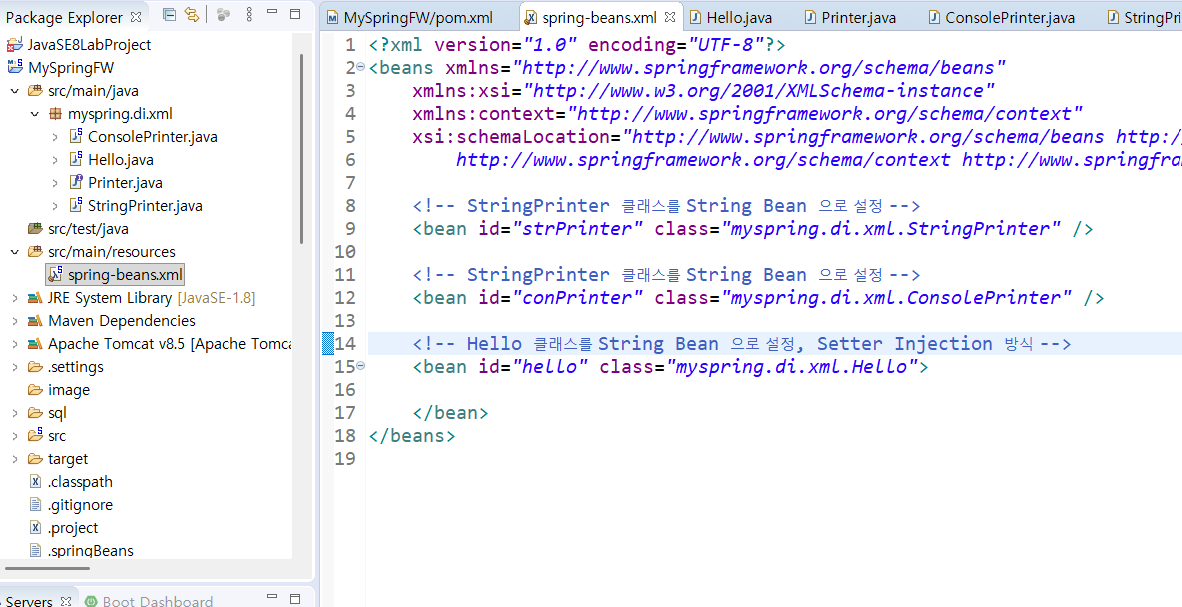 Package Explorer
JavaSE8LabProject
MySpringFW
src/main/java
myspring.di.xml
ConsolePrinter.java
Hello.java
Printer.java
StringPrinter.java
src/test/java
src/main/resources
spring-beans.xml
JRE System Library [JavaSE-1.8]
Maven Dependencies
Apache Tomcat v8.5 [Apache Tomca
.settings
image
sql
src
target
.classpath
.gitignore
.project
.springBeans
Servers Boot Dashboard
MySpringFW/pom.xml spring-beans.xml Hello.java Printer.java ConsolePrinter.java StringPri
1 <?xml version="1.0" encoding="UTF-8"?>
2 <beans xmlns="http://www.springframework.org/schema/beans"
3 xmlns:xsi="http://www.w3.org/2001/XMLSchema-instance"
4 xmlns:context="http://www.springframework.org/schema/context"
5 xsi:schemaLocation="http://www.springframework.org/schema/beans http:/
6 http://www.springframework.org/schema/context http://www.springfra
7
8 <!-- StringPrinter 클래스를 String Bean 으로 설정 -->
9 <bean id="strPrinter" class="myspring.di.xml.StringPrinter" />
10
11 <!-- StringPrinter 클래스를 String Bean 으로 설정 -->
12 <bean id="conPrinter" class="myspring.di.xml.ConsolePrinter" />
13
14 <!-- Hello 클래스를 String Bean 으로 설정, Setter Injection 방식 -->
15 <bean id="hello" class="myspring.di.xml.Hello">
16
17 </bean>
18 </beans>
19